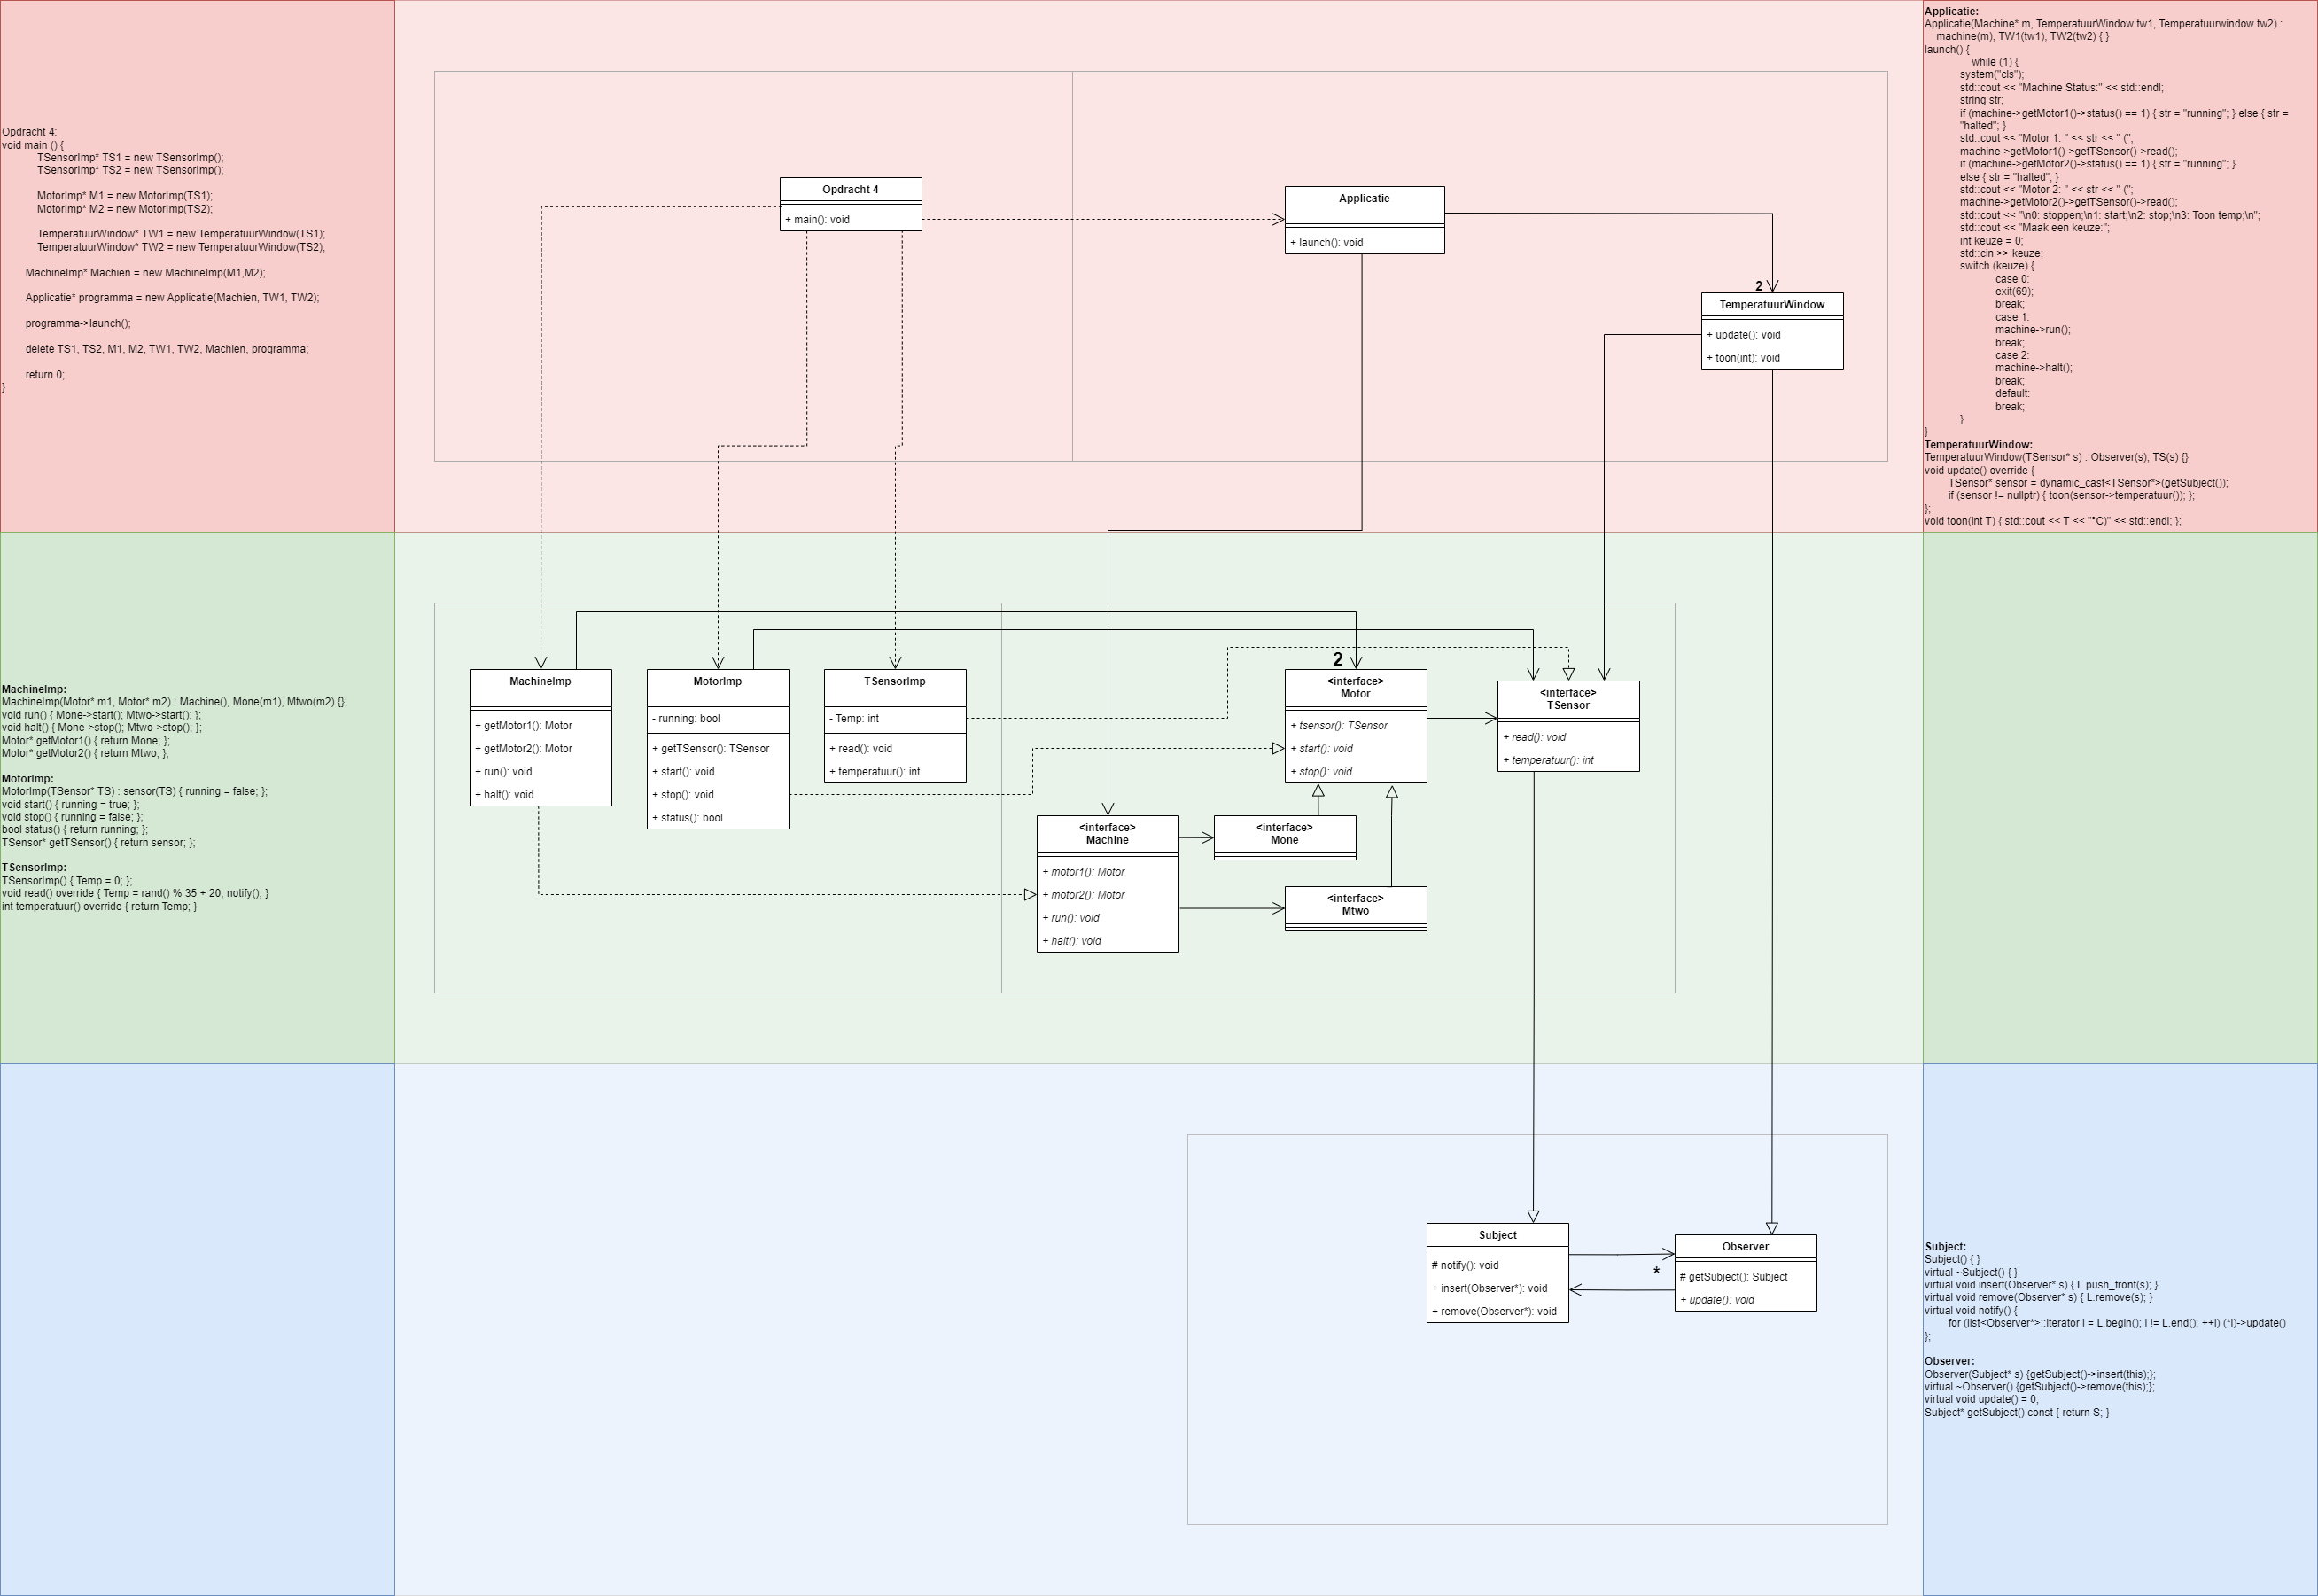 Opdracht 4:
void main () {
TSensorImp* TS1 = new TSensorImp();
TSensorImp* TS2 = new TSensorImp();
MotorImp* M1 = new MotorImp(TS1);
MotorImp* M2 = new MotorImp(TS2);
TemperatuurWindow* TW1 = new TemperatuurWindow(TS1);
TemperatuurWindow* TW2 = new TemperatuurWindow(TS2);
MachineImp* Machien = new MachineImp(M1,M2);
Applicatie* programma = new Applicatie(Machien, TW1, TW2);
programma->launch();
delete TS1, TS2, M1, M2, TW1, TW2, Machien, programma;
return 0;
}
Opdracht 4
+ main(): void
Applicatie
+ launch(): void
2
TemperatuurWindow
+ update(): void
+ toon(int): void
Applicatie:
Applicatie(Machine* m, TemperatuurWindow tw1, Temperatuurwindow tw2) :
machine(m), TW1(tw1), TW2(tw2) { }
launch() {
while (1) {
system("cls");
std::cout << "Machine Status:" << std::endl;
string str;
if (machine->getMotor1()->status() == 1) { str = "running"; } else { str =
"halted"; }
std::cout << "Motor 1: " << str << " (";
machine->getMotor1()->getTSensor()->read();
if (machine->getMotor2()->status() == 1) { str = "running"; }
else { str = "halted"; }
std::cout << "Motor 2: " << str << " (";
machine->getMotor2()->getTSensor()->read();
std::cout << "\n0: stoppen;\n1: start;\n2: stop;\n3: Toon temp;\n";
std::cout << "Maak een keuze:";
int keuze = 0;
std::cin >> keuze;
switch (keuze) {
case 0:
exit(69);
break;
case 1:
machine->run();
break;
case 2:
machine->halt();
break;
default:
break;
}
}
TemperatuurWindow:
TemperatuurWindow(TSensor* s) : Observer(s), TS(s) {}
void update() override {
TSensor* sensor = dynamic_cast<TSensor*>(getSubject());
if (sensor != nullptr) { toon(sensor->temperatuur()); };
};
void toon(int T) { std::cout << T << "°C)" << std::endl; };
MachineImp:
MachineImp(Motor* m1, Motor* m2) : Machine(), Mone(m1), Mtwo(m2) {};
void run() { Mone->start(); Mtwo->start(); };
void halt() { Mone->stop(); Mtwo->stop(); };
Motor* getMotor1() { return Mone; };
Motor* getMotor2() { return Mtwo; };
MotorImp:
MotorImp(TSensor* TS) : sensor(TS) { running = false; };
void start() { running = true; };
void stop() { running = false; };
bool status() { return running; };
TSensor* getTSensor() { return sensor; };
TSensorImp:
TSensorImp() { Temp = 0; };
void read() override { Temp = rand() % 35 + 20; notify(); }
int temperatuur() override { return Temp; }
MachineImp
+ getMotor1(): Motor
+ getMotor2(): Motor
+ run(): void
+ halt(): void
MotorImp
- running: bool
+ getTSensor(): TSensor
+ start(): void
+ stop(): void
+ status(): bool
TSensorImp
- Temp: int
+ read(): void
+ temperatuur(): int
2
<interface>
Motor
+ tsensor(): TSensor
+ start(): void
+ stop(): void
<interface>
TSensor
+ read(): void
+ temperatuur(): int
<interface>
Machine
+ motor1(): Motor
+ motor2(): Motor
+ run(): void
+ halt(): void
<interface>
Mone
<interface>
Mtwo
Subject
# notify(): void
+ insert(Observer*): void
+ remove(Observer*): void
*
Observer
# getSubject(): Subject
+ update(): void
Subject:
Subject() { }
virtual ~Subject() { }
virtual void insert(Observer* s) { L.push_front(s); }
virtual void remove(Observer* s) { L.remove(s); }
virtual void notify() {
for (list<Observer*>::iterator i = L.begin(); i != L.end(); ++i) (*i)->update()
};
Observer:
Observer(Subject* s) {getSubject()->insert(this);};
virtual ~Observer() {getSubject()->remove(this);};
virtual void update() = 0;
Subject* getSubject() const { return S; }